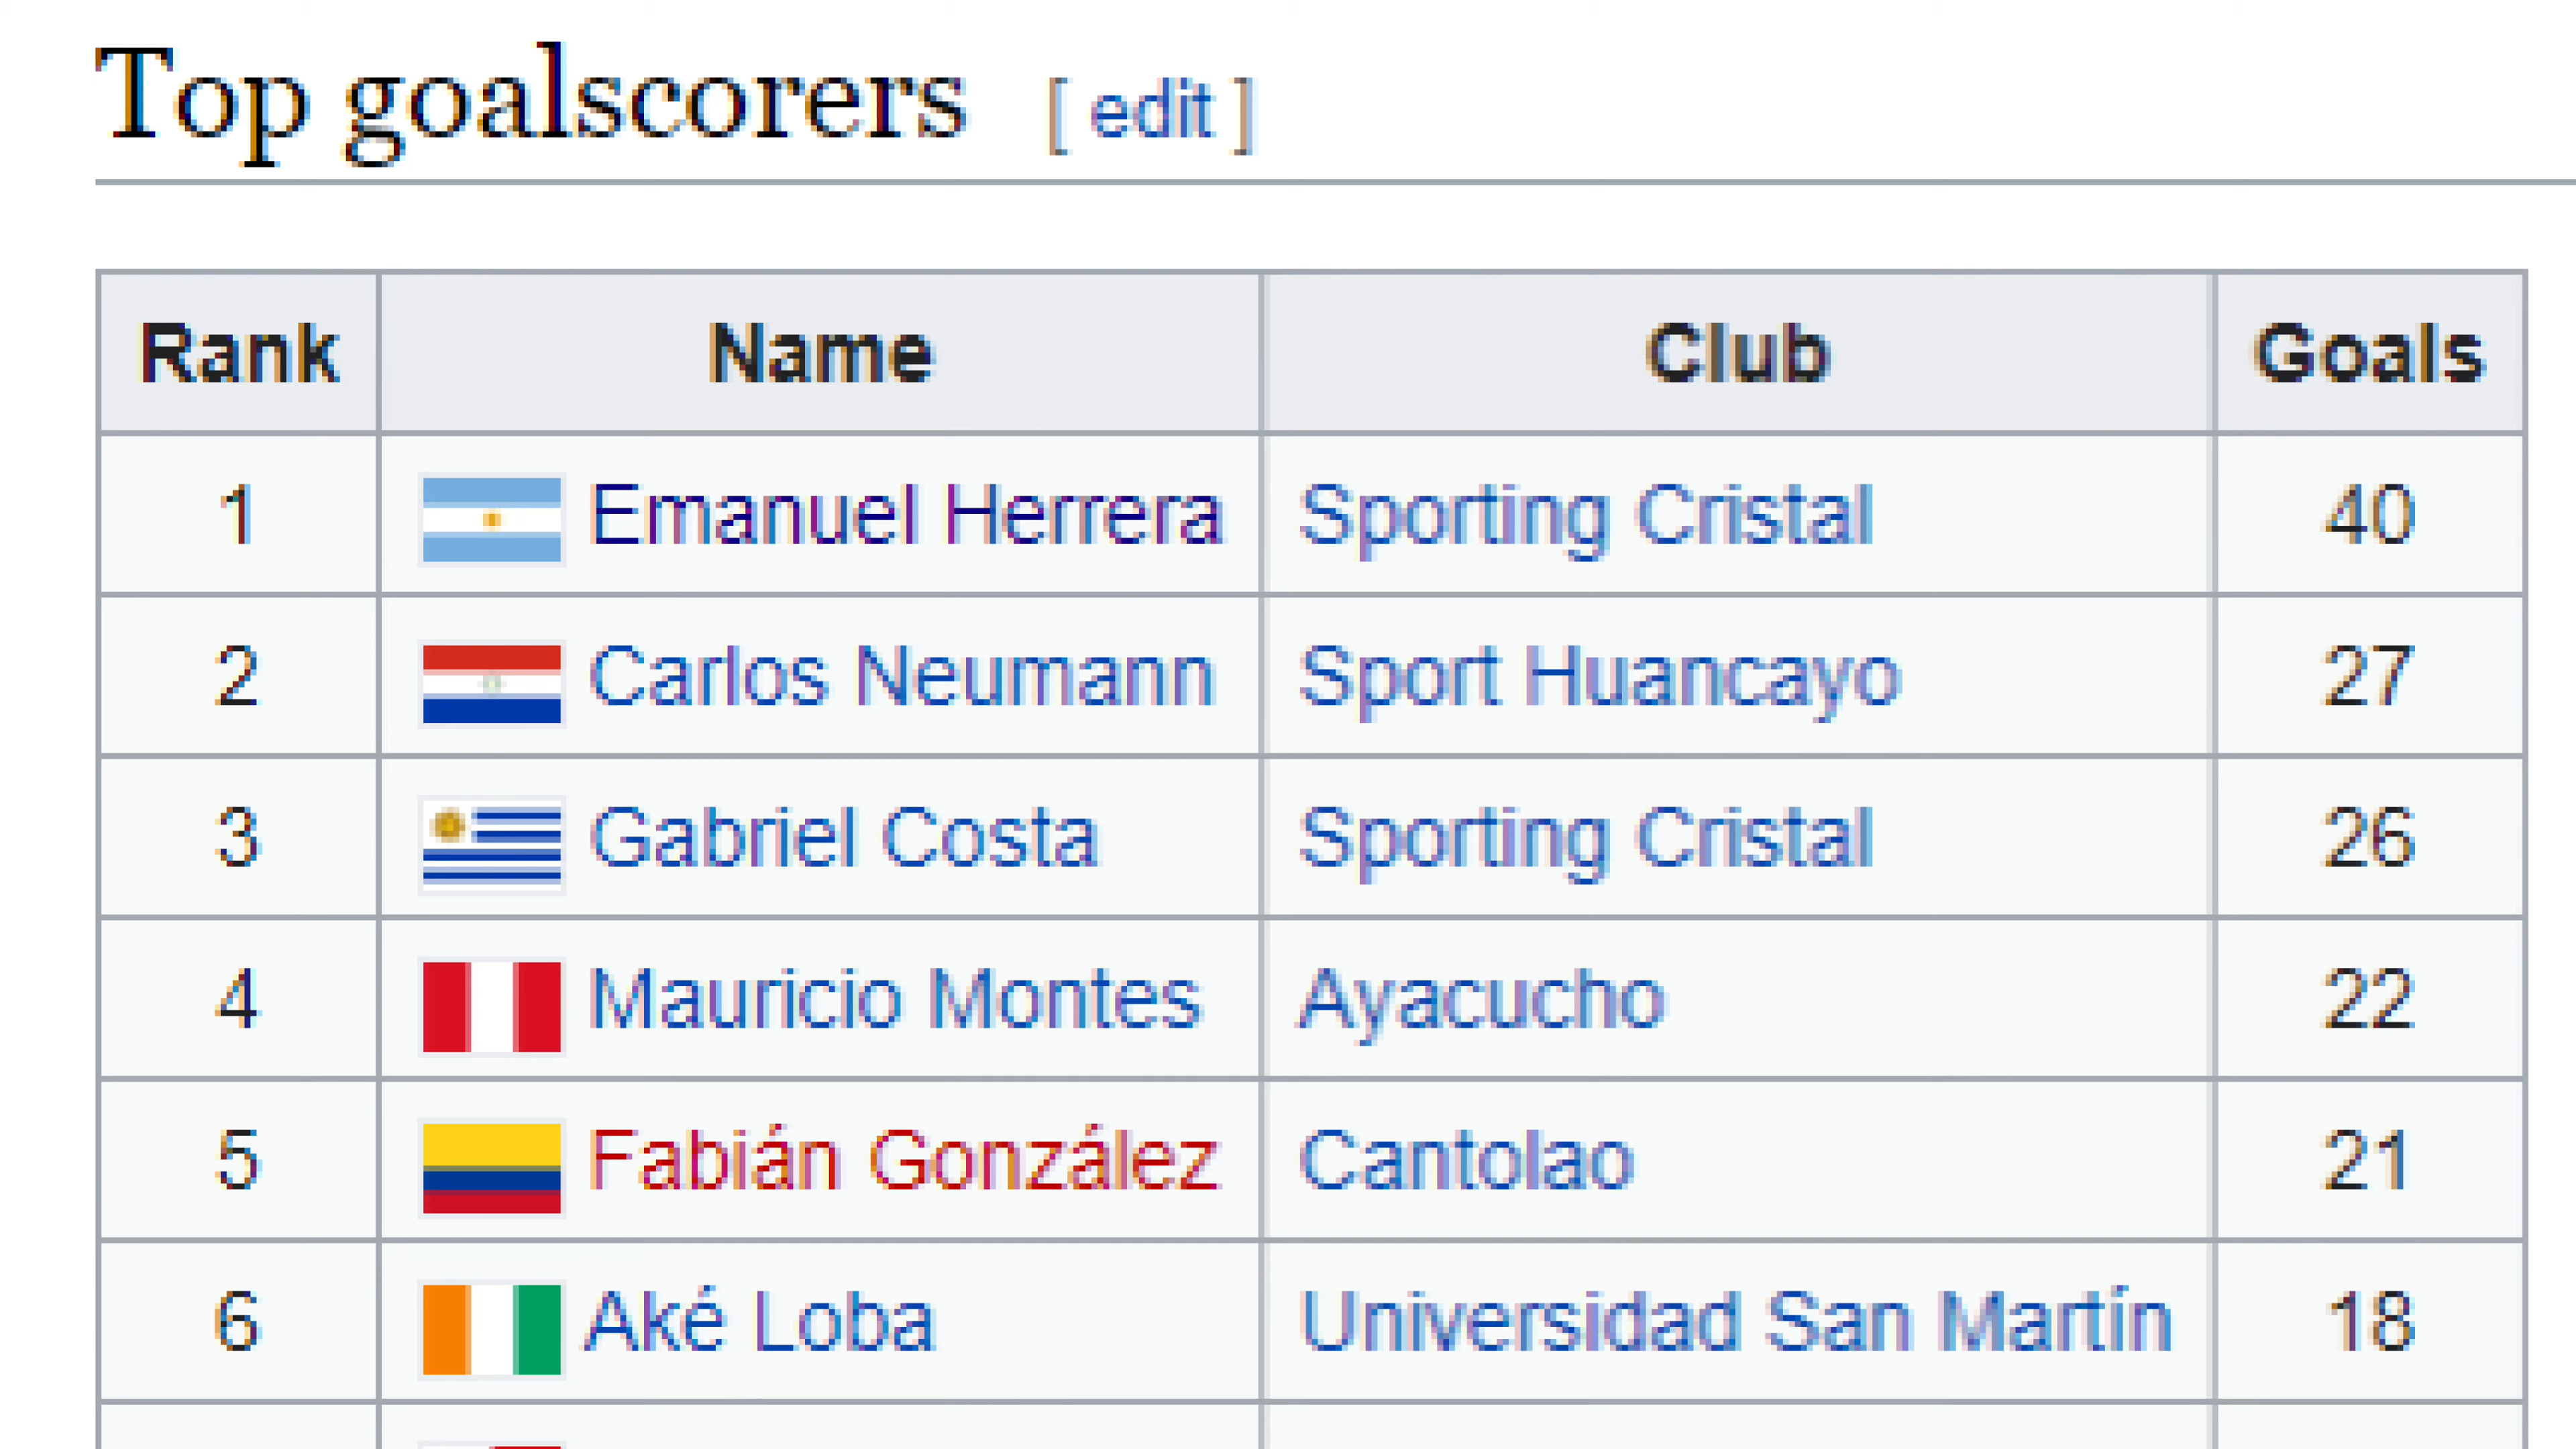 Top goalscorers [ edit ]
Rank Name Club Goals
1 Emanuel Herrera Sporting Cristal 40
2 Carlos Neumann Sport Huancayo 27
3 Gabriel Costa Sporting Cristal 26
4 Mauricio Montes Ayacucho 22
5 Fabián González Cantolao 21
6 Aké Loba Universidad San Martín 18